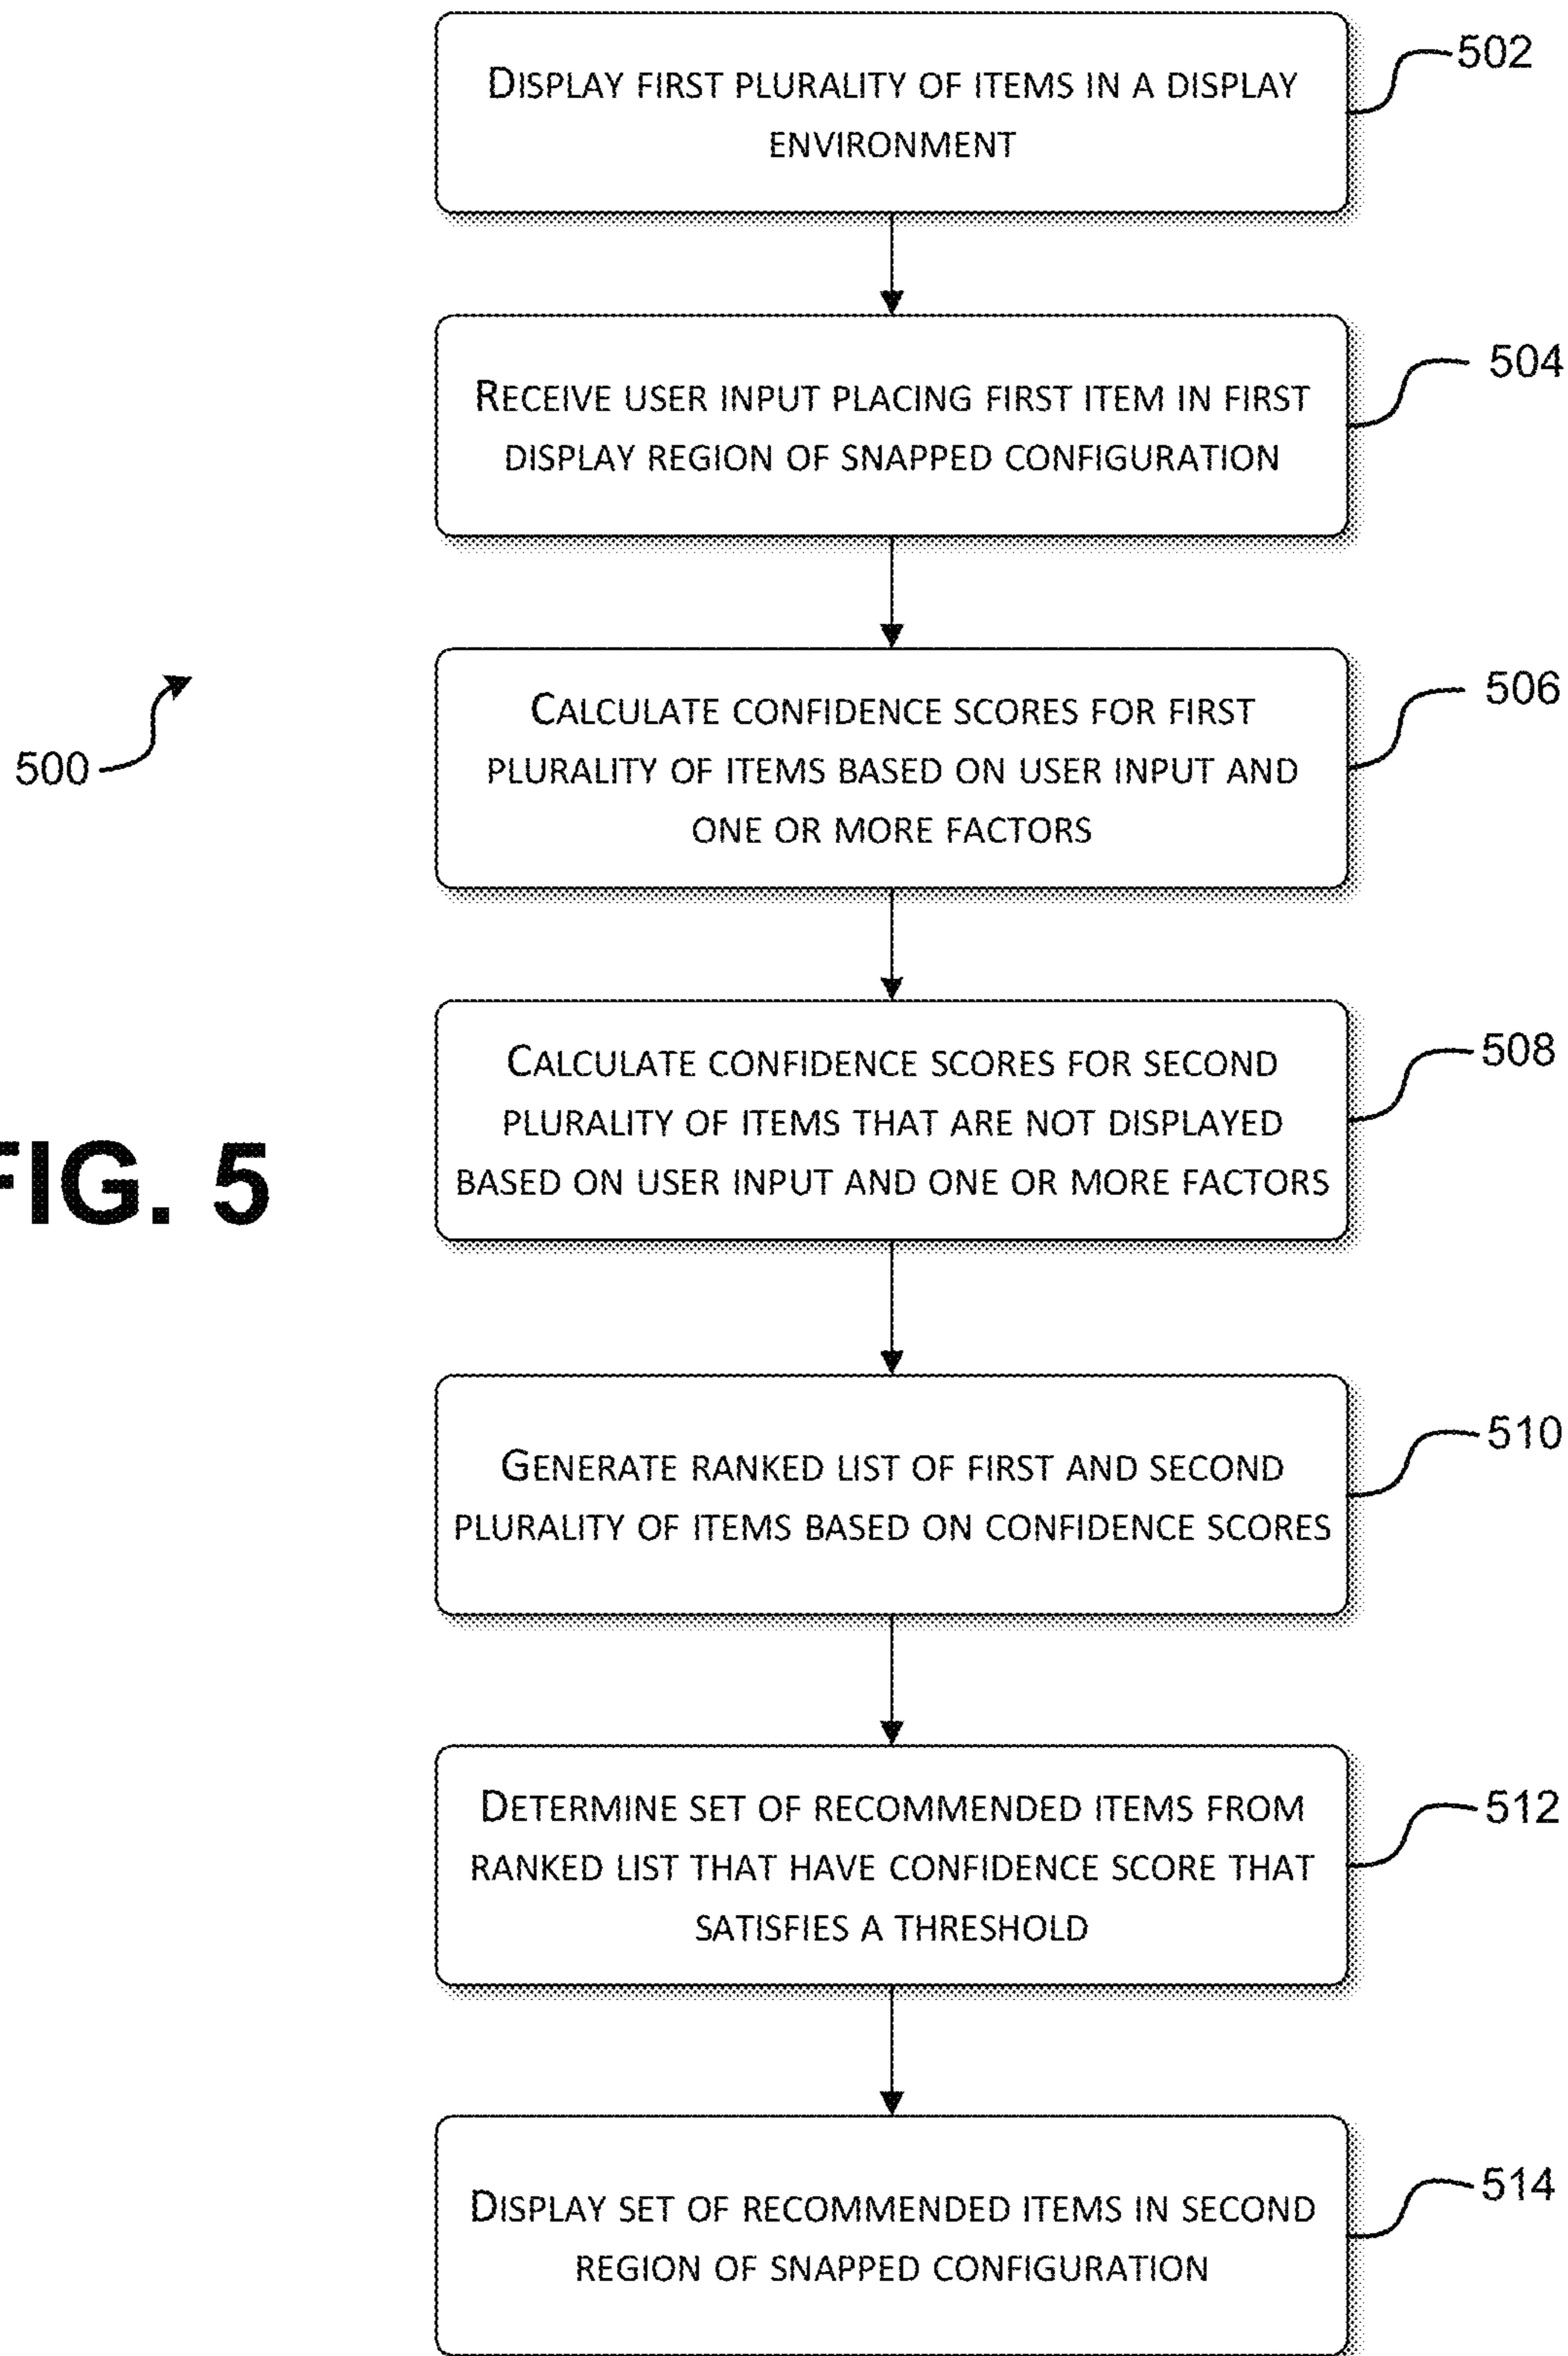 DISPLAY FIRST PLURALITY OF ITEMS IN A DISPLAY
ENVIRONMENT
502
RECEIVE USER INPUT PLACING FIRST ITEM IN FIRST
DISPLAY REGION OF SNAPPED CONFIGURATION
504
500
CALCULATE CONFIDENCE SCORES FOR FIRST
PLURALITY OF ITEMS BASED ON USER INPUT AND
ONE OR MORE FACTORS
506
CALCULATE CONFIDENCE SCORES FOR SECOND
PLURALITY OF ITEMS THAT ARE NOT DISPLAYED
BASED ON USER INPUT AND ONE OR MORE FACTORS
508
FIG. 5
GENERATE RANKED LIST OF FIRST AND SECOND
PLURALITY OF ITEMS BASED ON CONFIDENCE SCORES
510
DETERMINE SET OF RECOMMENDED ITEMS FROM
RANKED LIST THAT HAVE CONFIDENCE SCORE THAT
SATISFIES A THRESHOLD
512
DISPLAY SET OF RECOMMENDED ITEMS IN SECOND
REGION OF SNAPPED CONFIGURATION
514